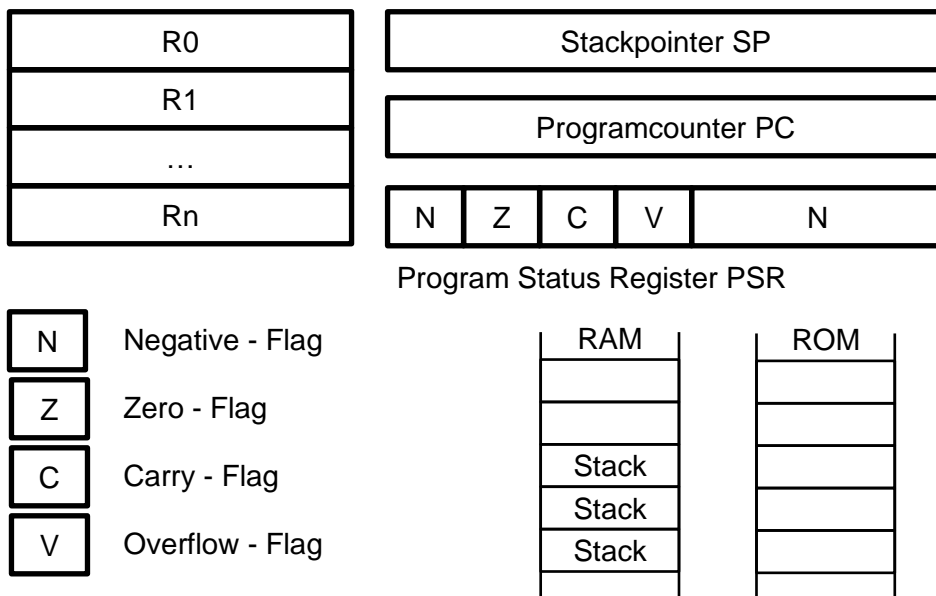 R0
R1
…
Rn
Stackpointer SP
Programcounter PC
N Z C V N
Program Status Register PSR
N Negative - Flag
Z Zero - Flag
C Carry - Flag
V Overflow - Flag
RAM
Stack
Stack
Stack
ROM